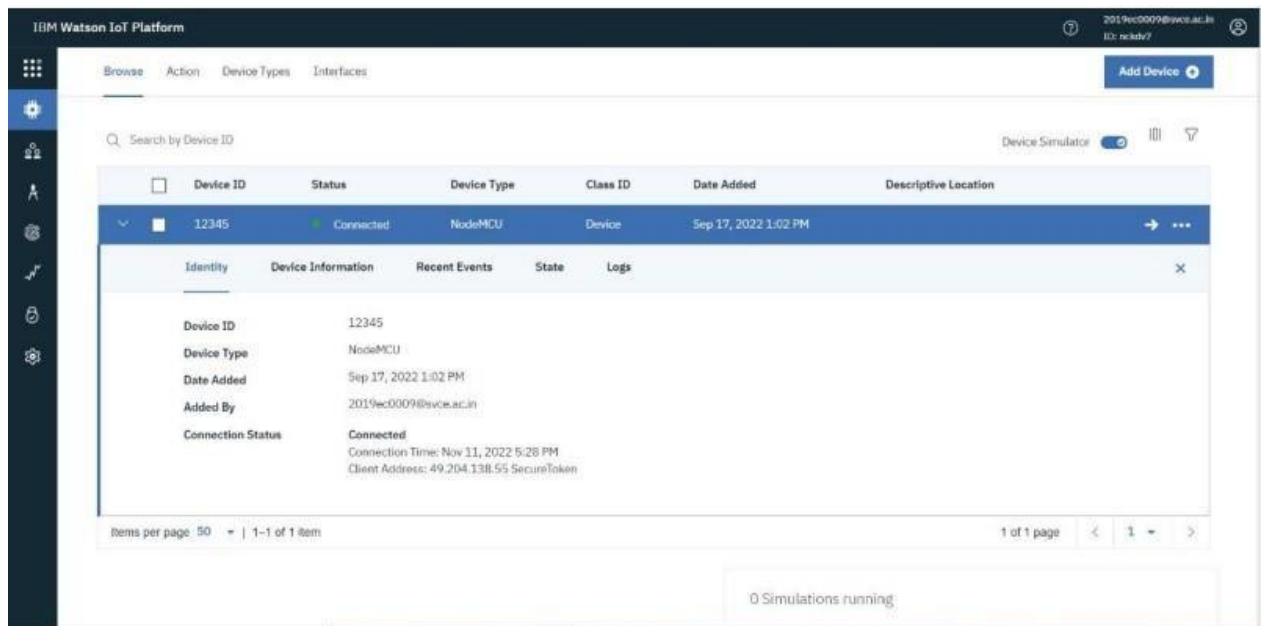 IBM Watson IoT Platform
2019ec0009@svce.ac.in
ID: nckdv7
Browse Action Device Types Interfaces
Add Device
Search by Device ID
Device Simulator
Device ID Status Device Type Class ID Date Added Descriptive Location
12345 Connected NodeMCU Device Sep 17, 2022 1:02 PM
Identity Device Information Recent Events State Logs
Device ID 12345
Device Type NodeMCU
Date Added Sep 17, 2022 1:02 PM
Added By 2019ec0009@svce.ac.in
Connection Status Connected
Connection Time: Nov 11, 2022 5:28 PM
Client Address: 49.204.138.55 SecureToken
Items per page 50 | 1–1 of 1 item 1 of 1 page < 1 >
0 Simulations running